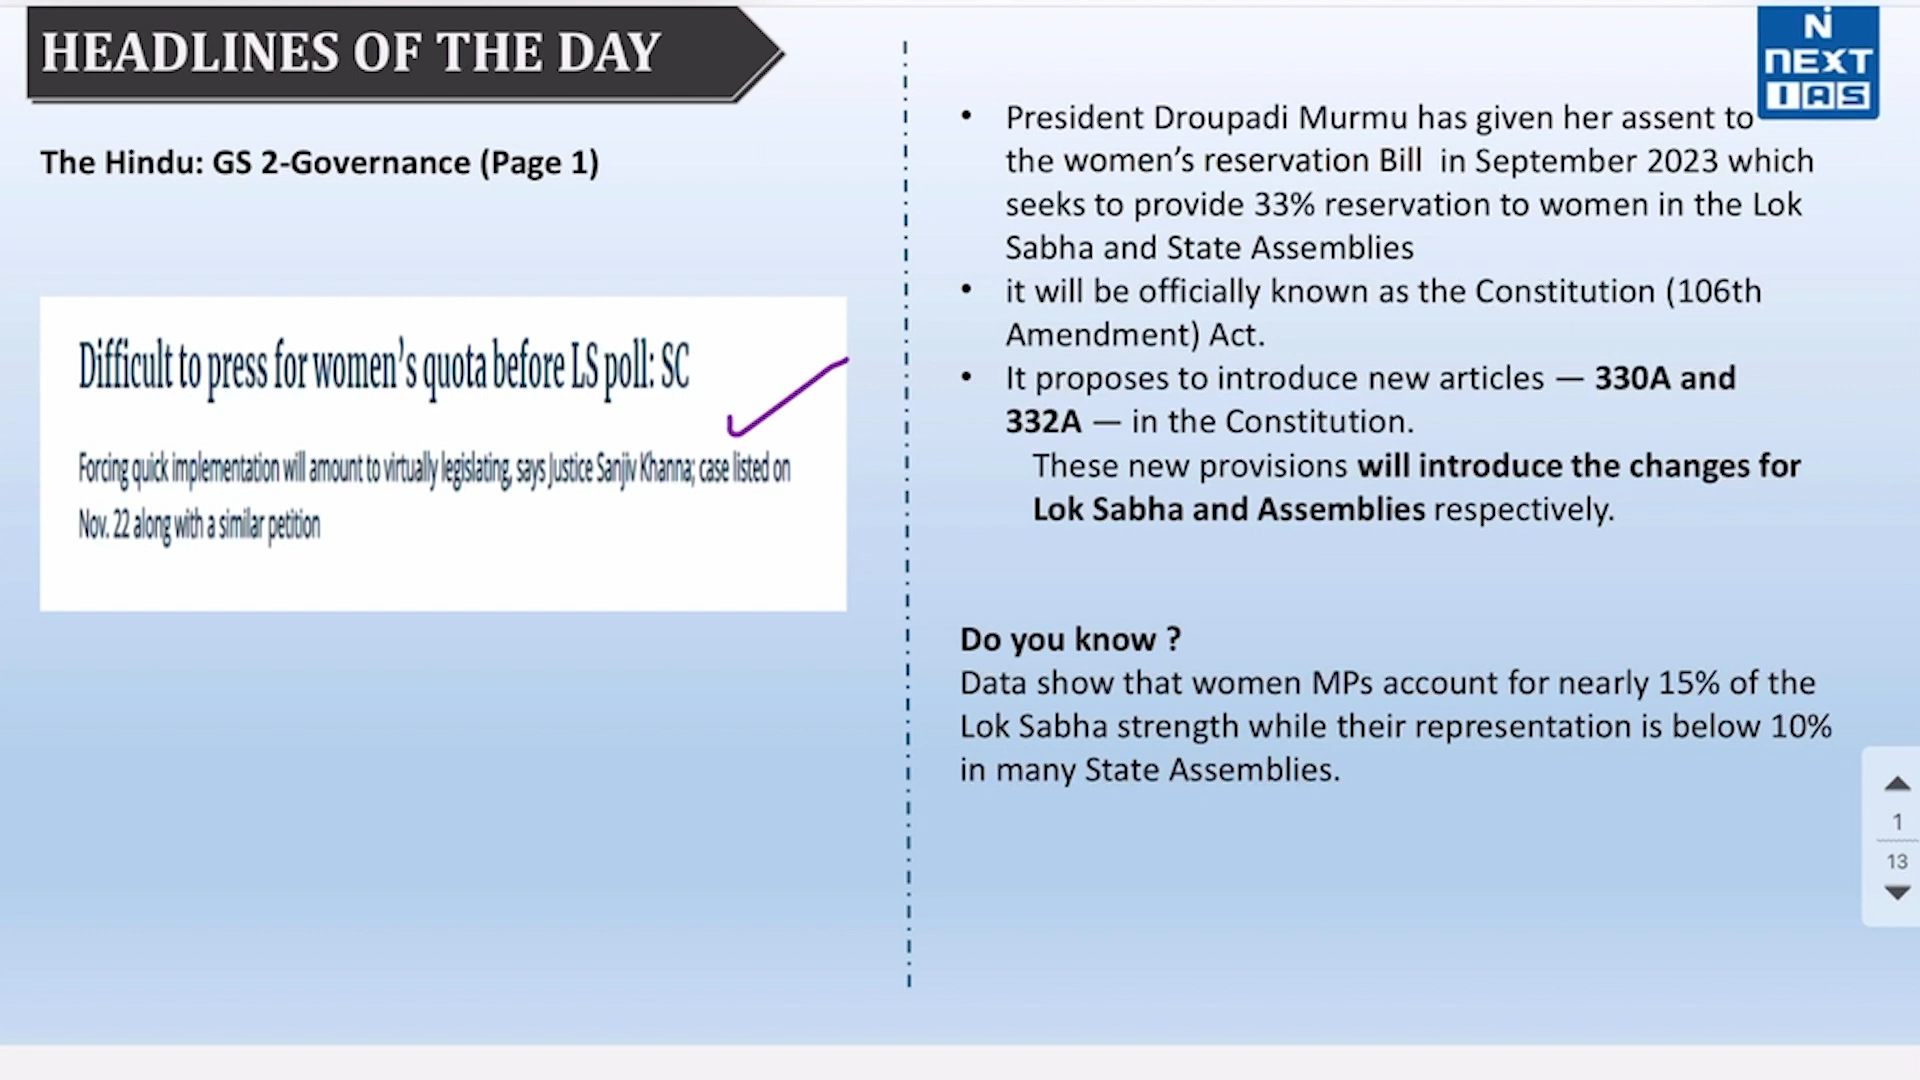 HEADLINES OF THE DAY
The Hindu: GS 2-Governance (Page 1)
Difficult to press for women's quota before LS poll: SC
Forcing quick implementation will amount to virtually legislating, says Justice Sanjiv Khanna; case listed on
Nov. 22 along with a similar petition
N
NEXT
IAS
• President Droupadi Murmu has given her assent to
the women's reservation Bill in September 2023 which
seeks to provide 33% reservation to women in the Lok
Sabha and State Assemblies
• it will be officially known as the Constitution (106th
Amendment) Act.
• It proposes to introduce new articles — 330A and
332A — in the Constitution.
These new provisions will introduce the changes for
Lok Sabha and Assemblies respectively.
Do you know ?
Data show that women MPs account for nearly 15% of the
Lok Sabha strength while their representation is below 10%
in many State Assemblies.
1
13